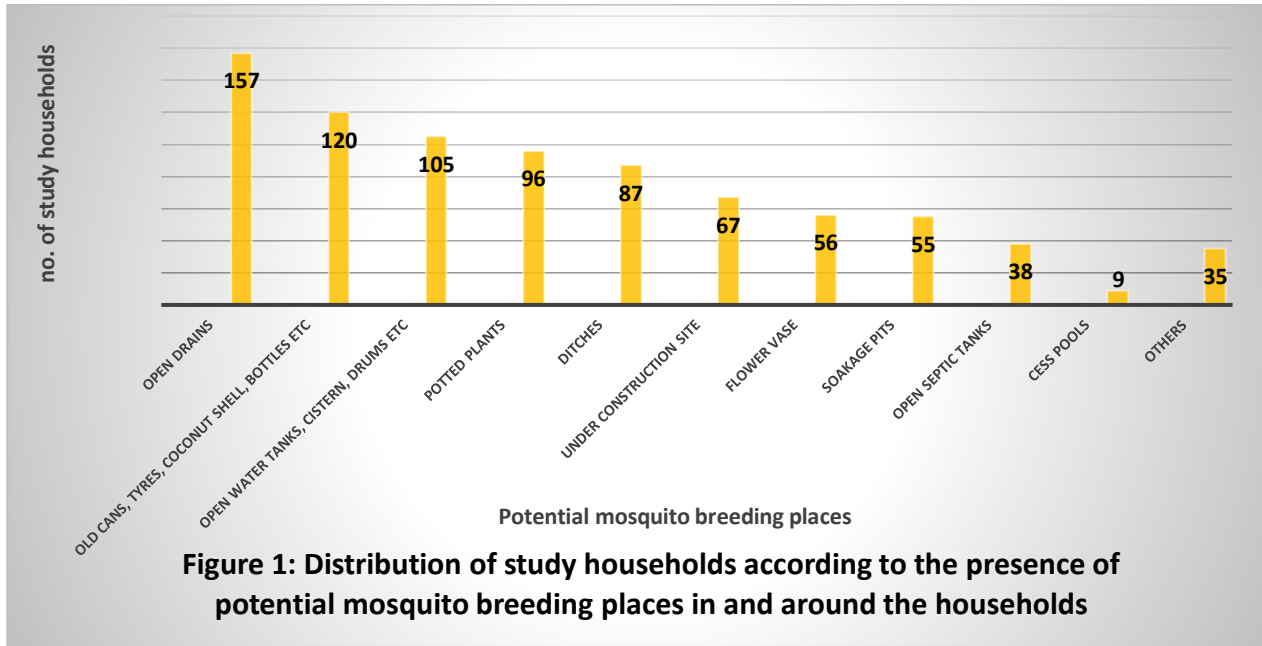 no. of study households
157
120
105
96
87
67
56
55
38
9
35
OPEN DRAINS
OLD CANS, TYRES, COCONUT SHELL, BOTTLES ETC
OPEN WATER TANKS, CISTERN, DRUMS ETC
POTTED PLANTS
DITCHES
UNDER CONSTRUCTION SITE
FLOWER VASE
SOAKAGE PITS
OPEN SEPTIC TANKS
CESS POOLS
OTHERS
Potential mosquito breeding places
Figure 1: Distribution of study households according to the presence of
potential mosquito breeding places in and around the households